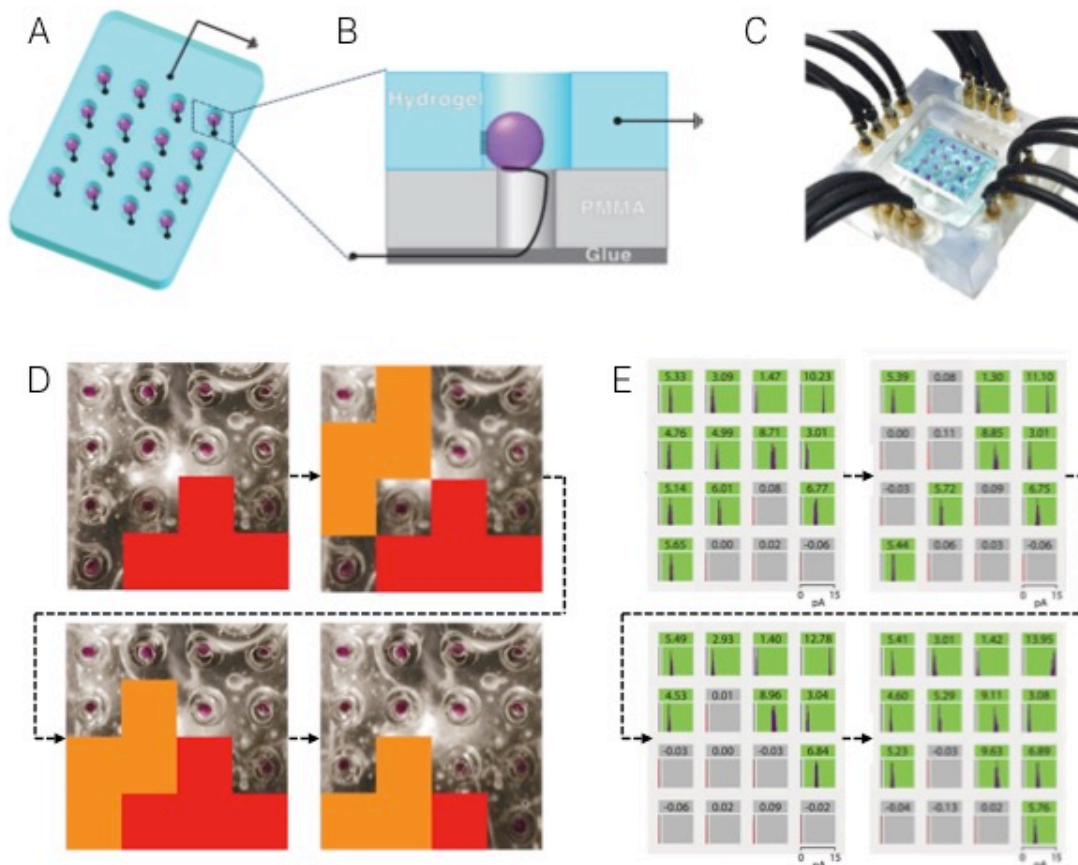 A
B
C
Hydrogel
PMMA
Glue
D
E
5.33 3.09 1.47 10.23
4.76 4.99 8.71 3.01
5.14 6.01 0.08 6.77
5.65 0.00 0.02 -0.06
0 15
pA
5.39 0.08 1.30 11.10
0.00 0.11 8.85 3.01
-0.03 5.72 0.09 6.75
5.44 0.06 0.03 -0.06
0 15
pA
5.49 2.93 1.40 12.78
4.53 0.01 8.96 3.04
-0.03 0.00 -0.03 6.84
-0.06 0.02 0.09 -0.02
0 15
pA
5.41 3.01 1.42 13.95
4.60 5.29 9.11 3.08
5.23 -0.03 9.63 6.89
-0.04 -0.13 0.02 5.76
0 15
pA